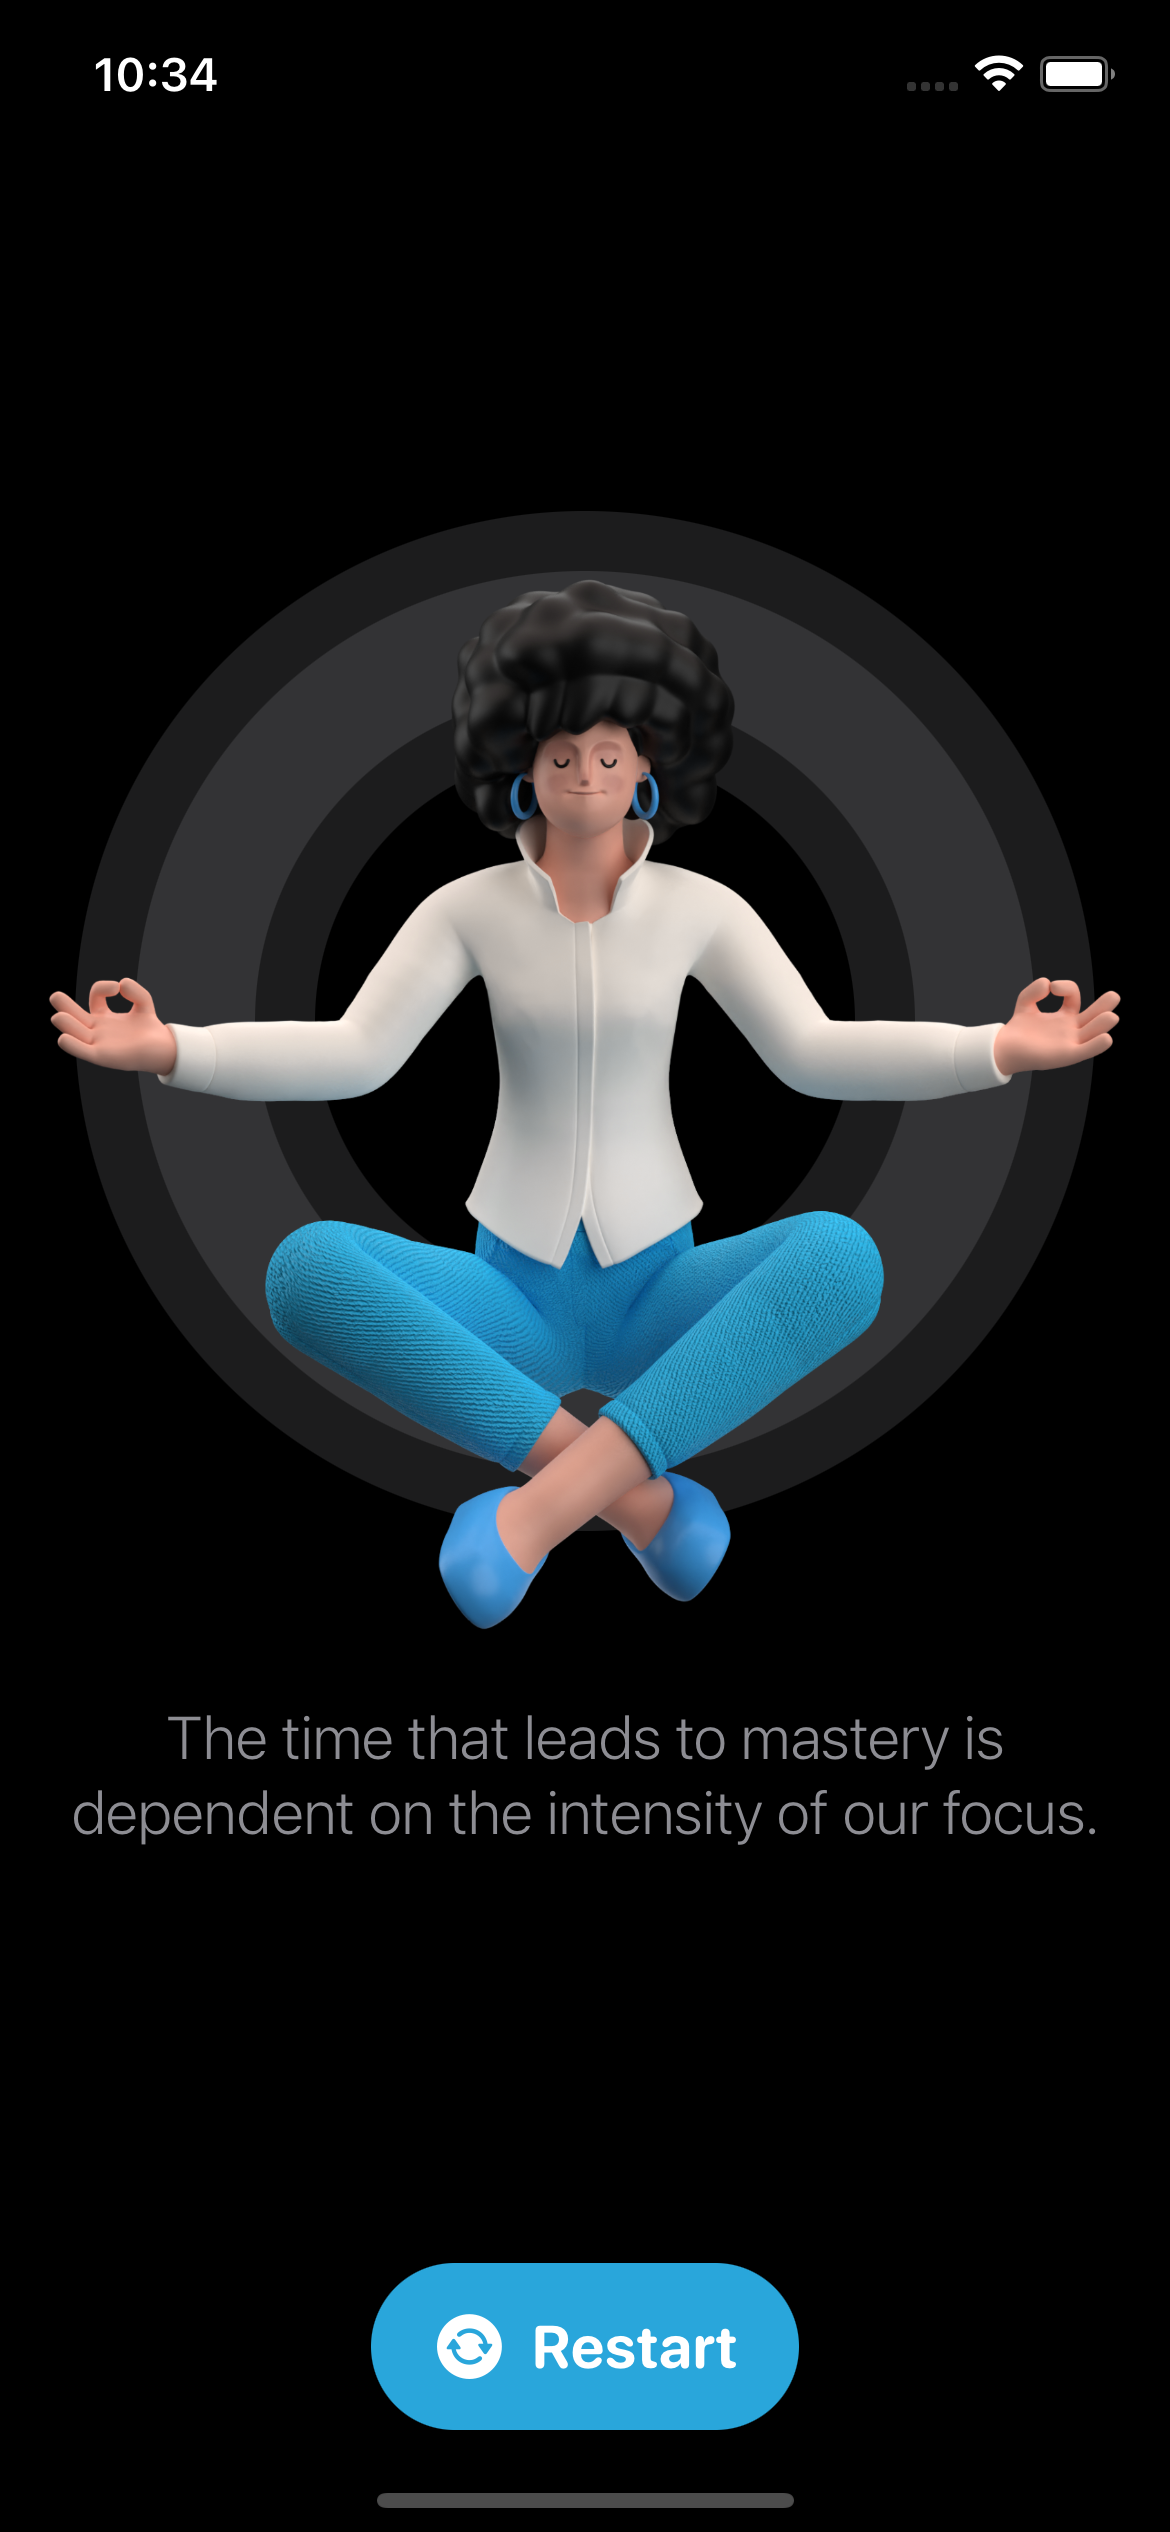 10:34
The time that leads to mastery is
dependent on the intensity of our focus.
Restart